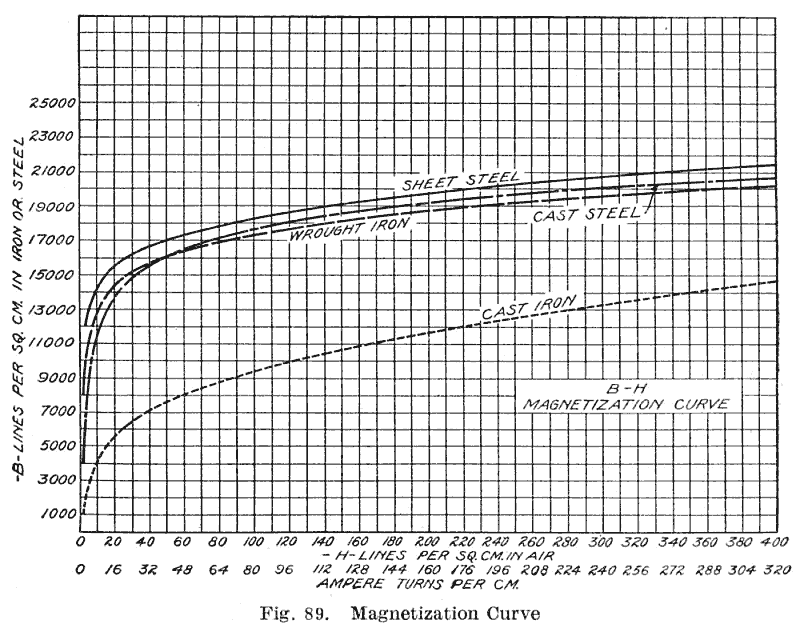 25000
23000
21000
19000
17000
15000
13000
11000
9000
7000
5000
3000
1000
-B-LINES PER SQ. CM. IN IRON OR STEEL
SHEET STEEL
CAST STEEL
WROUGHT IRON
CAST IRON
B-H
MAGNETIZATION CURVE
0 20 40 60 80 100 120 140 160 180 200 220 240 260 280 300 320 340 360 380 400
-H-LINES PER SQ.CM. IN AIR
0 16 32 48 64 80 96 112 128 144 160 176 196 208 224 240 256 272 288 304 320
AMPERE TURNS PER CM.
Fig. 89. Magnetization Curve